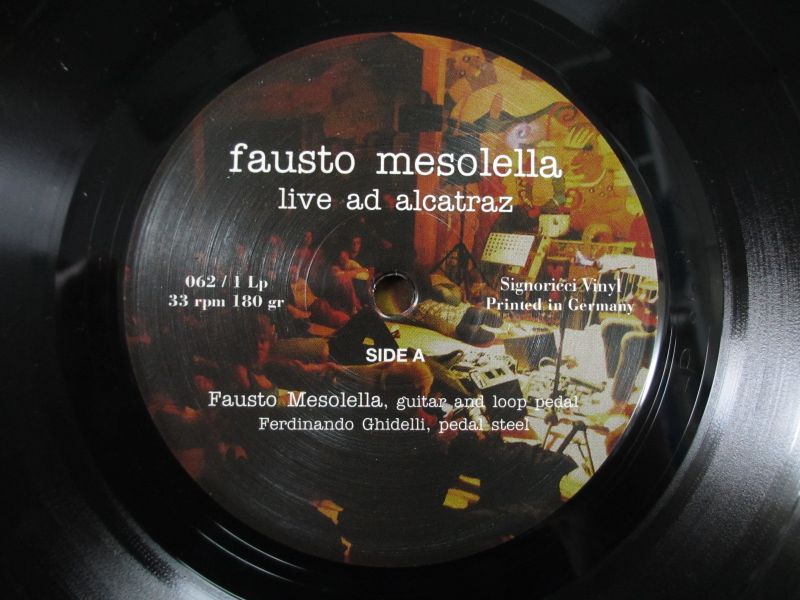 fausto mesolella
live ad alcatraz
062 / 1 Lp
33 rpm 180 gr
Signoricci Vinyl
Printed in Germany
SIDE A
Fausto Mesolella, guitar and loop pedal
Ferdinando Ghidelli, pedal steel